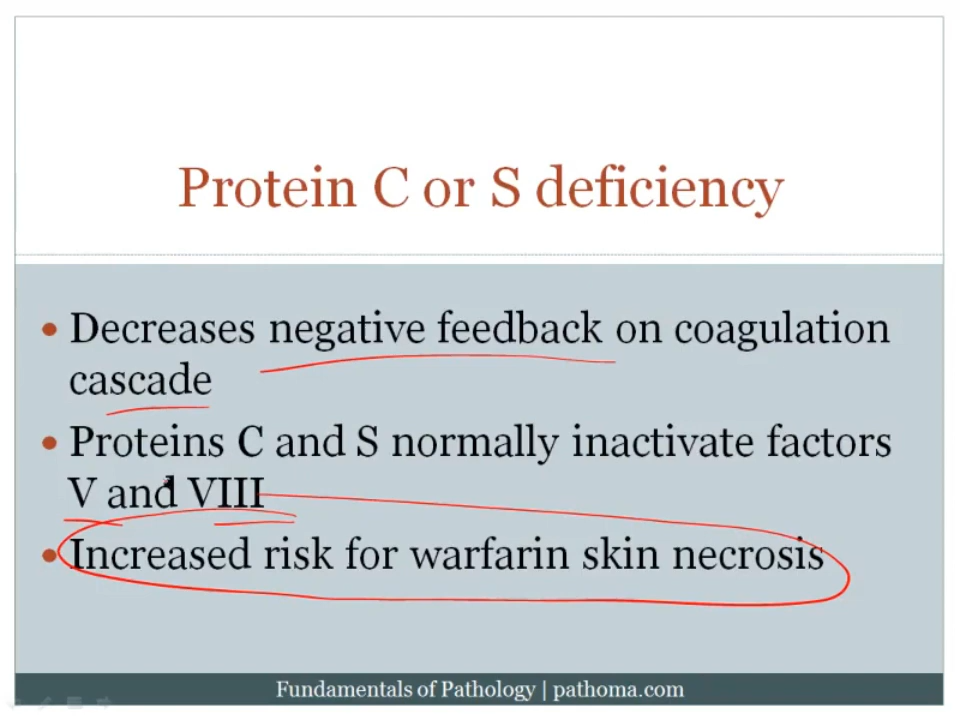 Protein C or S deficiency
• Decreases negative feedback on coagulation
cascade
• Proteins C and S normally inactivate factors
V and VIII
• Increased risk for warfarin skin necrosis
Fundamentals of Pathology | pathoma.com